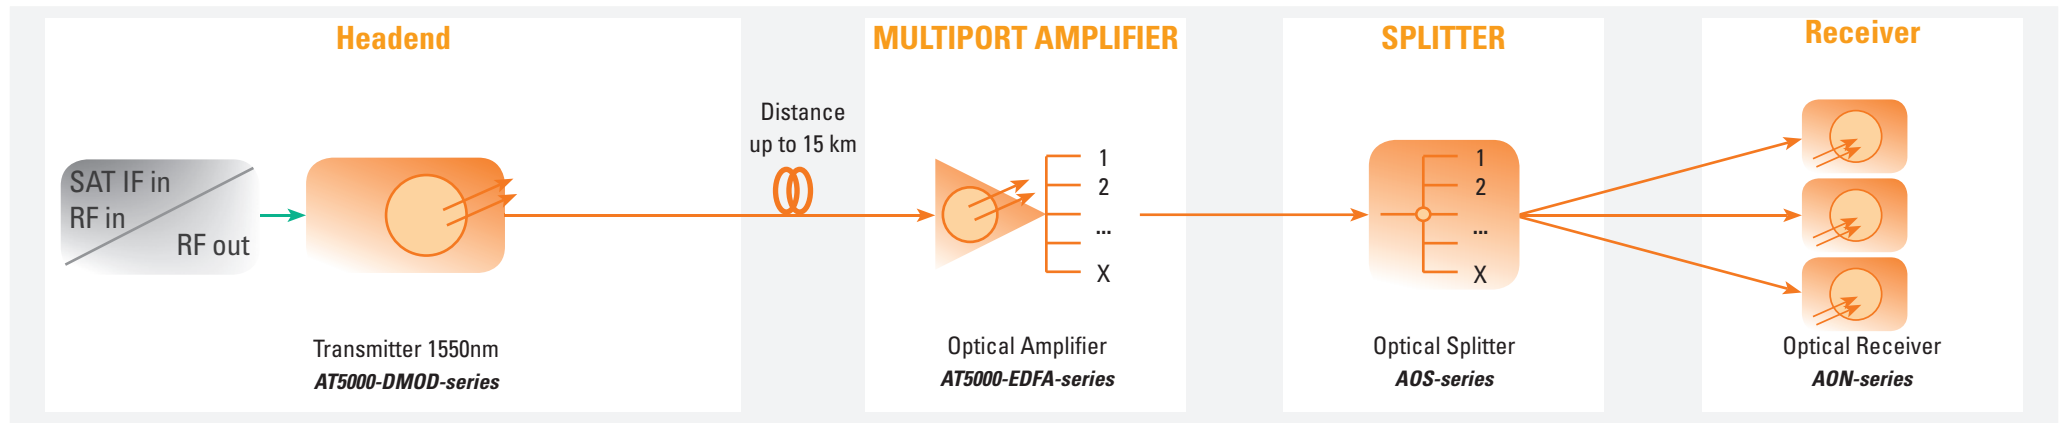 Headend
SAT IF in
RF in
RF out
Transmitter 1550nm
AT5000-DMOD-series
Distance
up to 15 km
MULTIPORT AMPLIFIER
1
2
...
X
Optical Amplifier
AT5000-EDFA-series
SPLITTER
1
2
...
X
Optical Splitter
AOS-series
Receiver
Optical Receiver
AON-series